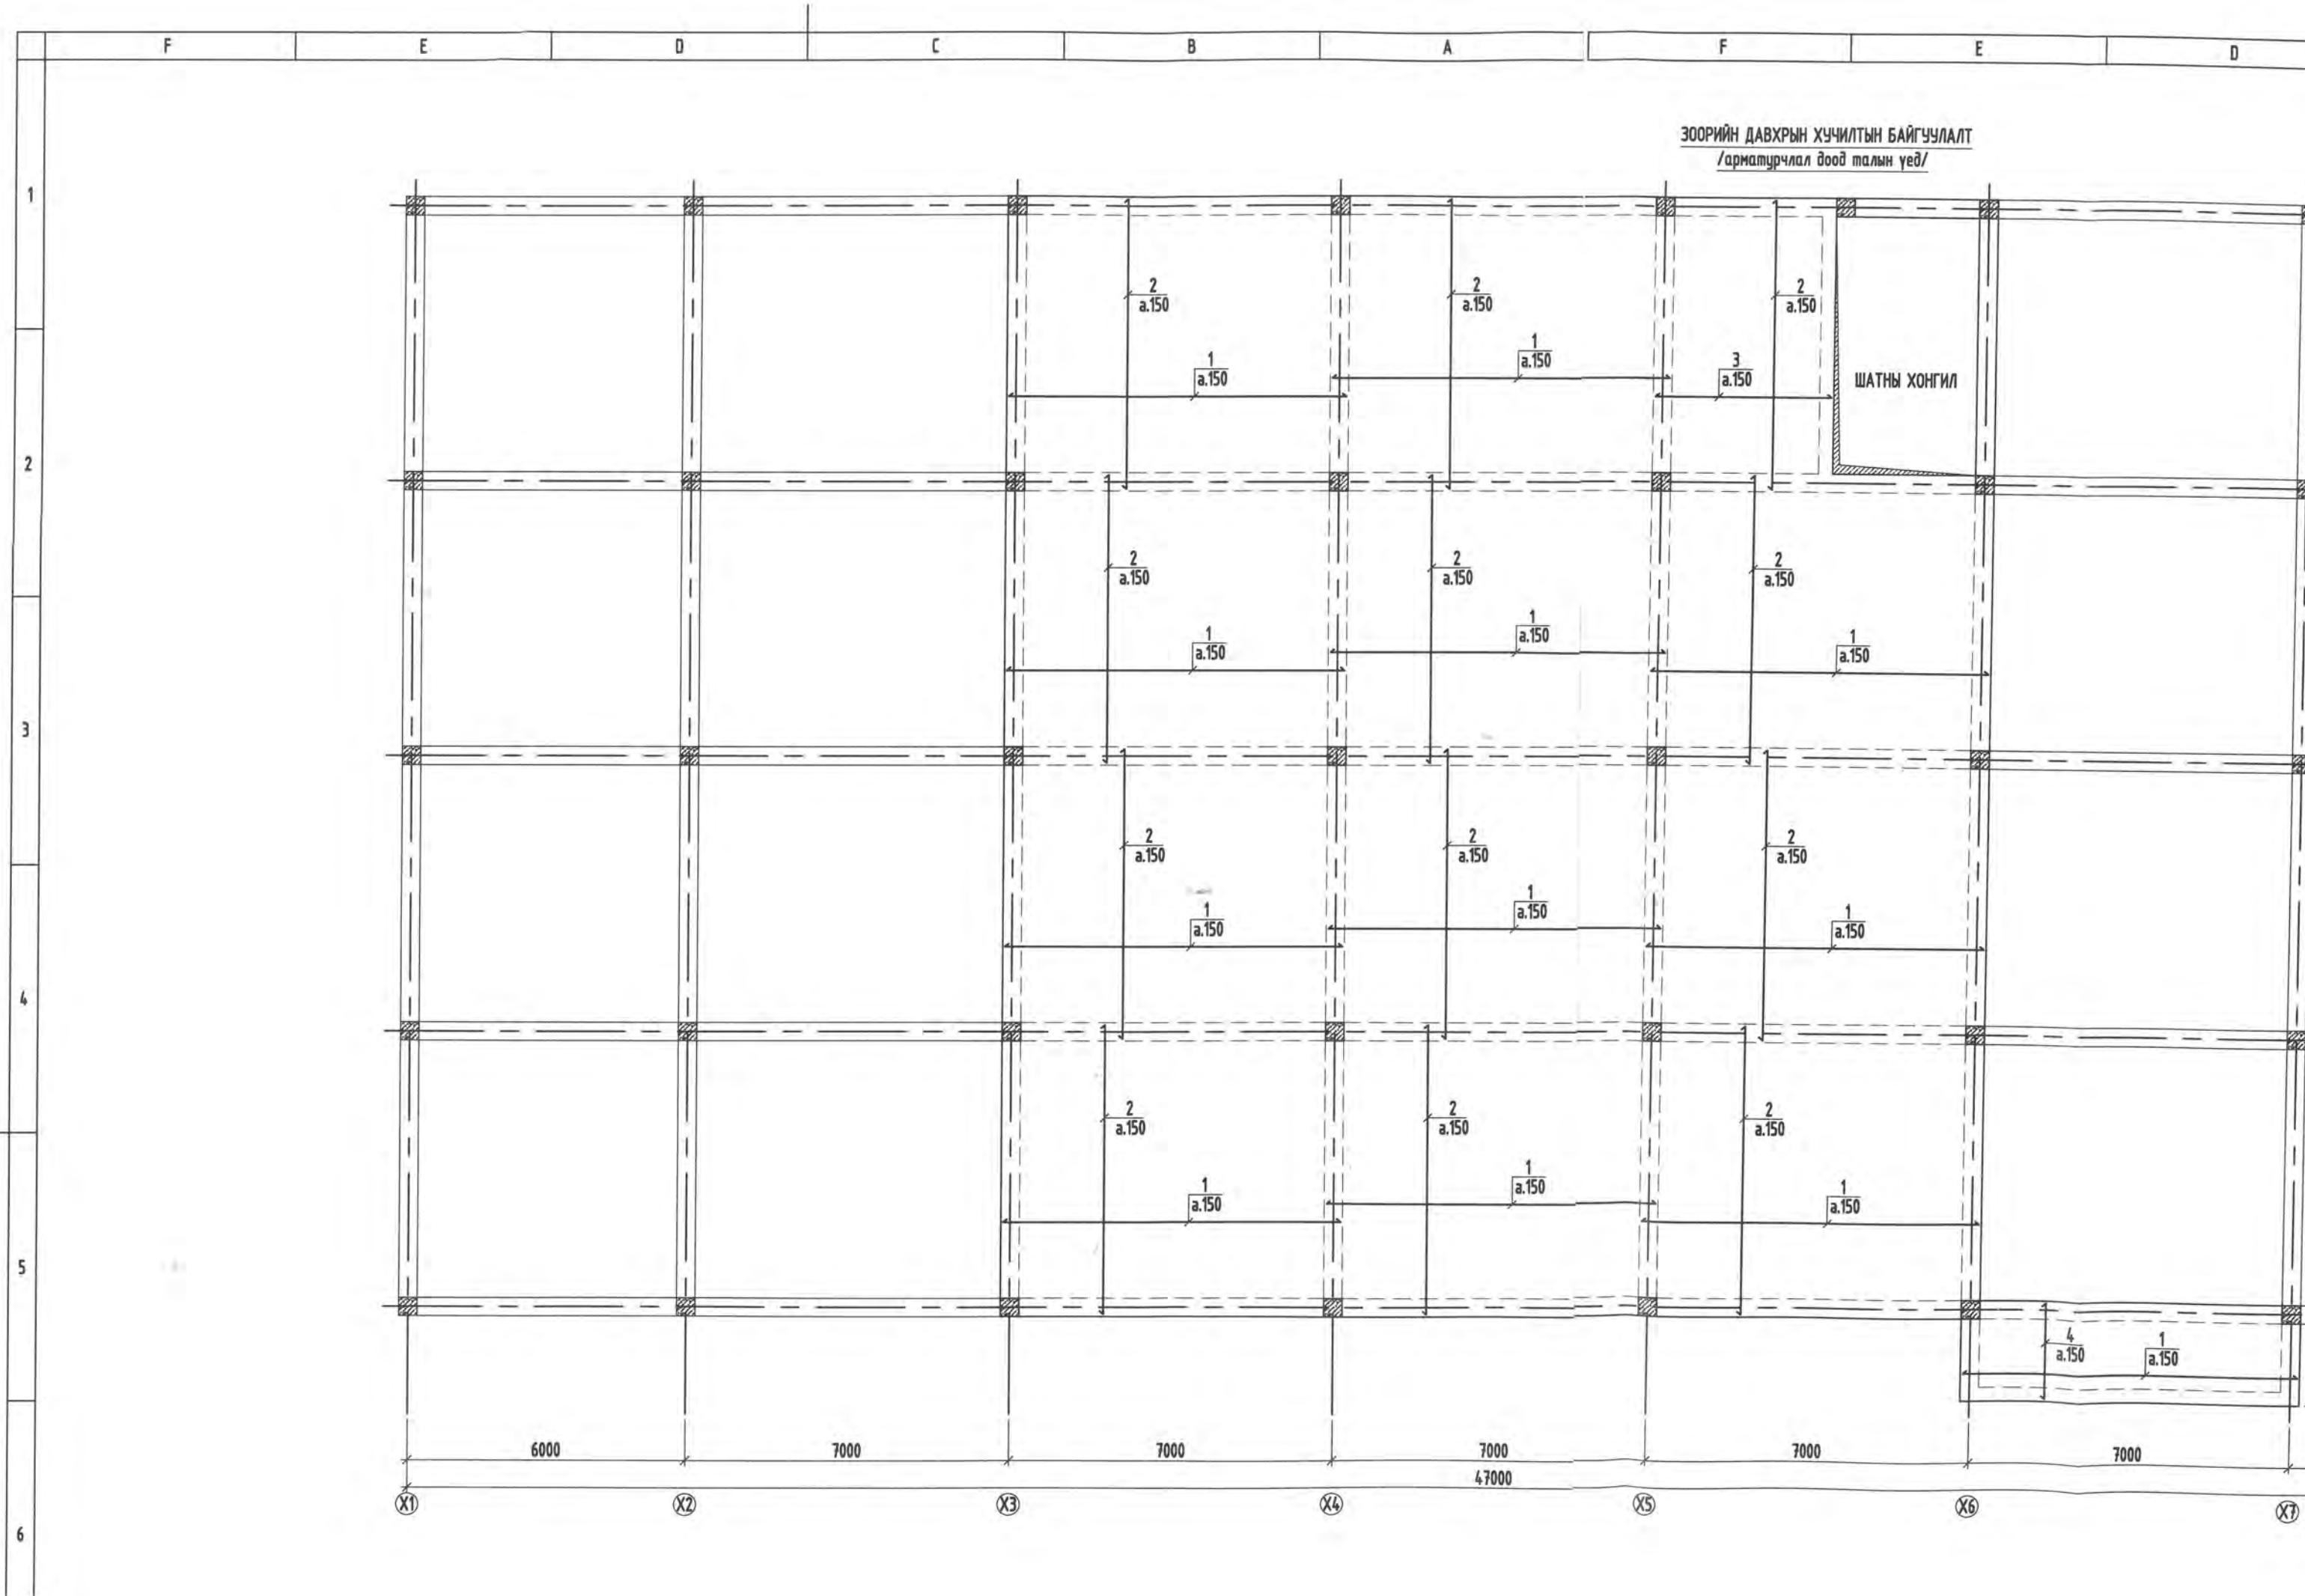 F E D C B A F E D
ЗООРИЙН ДАВХРЫН ХУЧИЛТЫН БАЙГУУЛАЛТ
/арматурчлал доод талын үед/
1
2 2 2
а.150 а.150 а.150
1 1 3
а.150 а.150 а.150
ШАТНЫ ХОНГИЛ
2
2 2 2
а.150 а.150 а.150
1 1 1
а.150 а.150 а.150
3
2 2 2
а.150 а.150 а.150
1 1 1
а.150 а.150 а.150
4
2 2 2
а.150 а.150 а.150
1 1 1
а.150 а.150 а.150
5
4 1
а.150 а.150
6000 7000 7000 7000 7000 7000
47000
X1 X2 X3 X4 X5 X6 X7
6